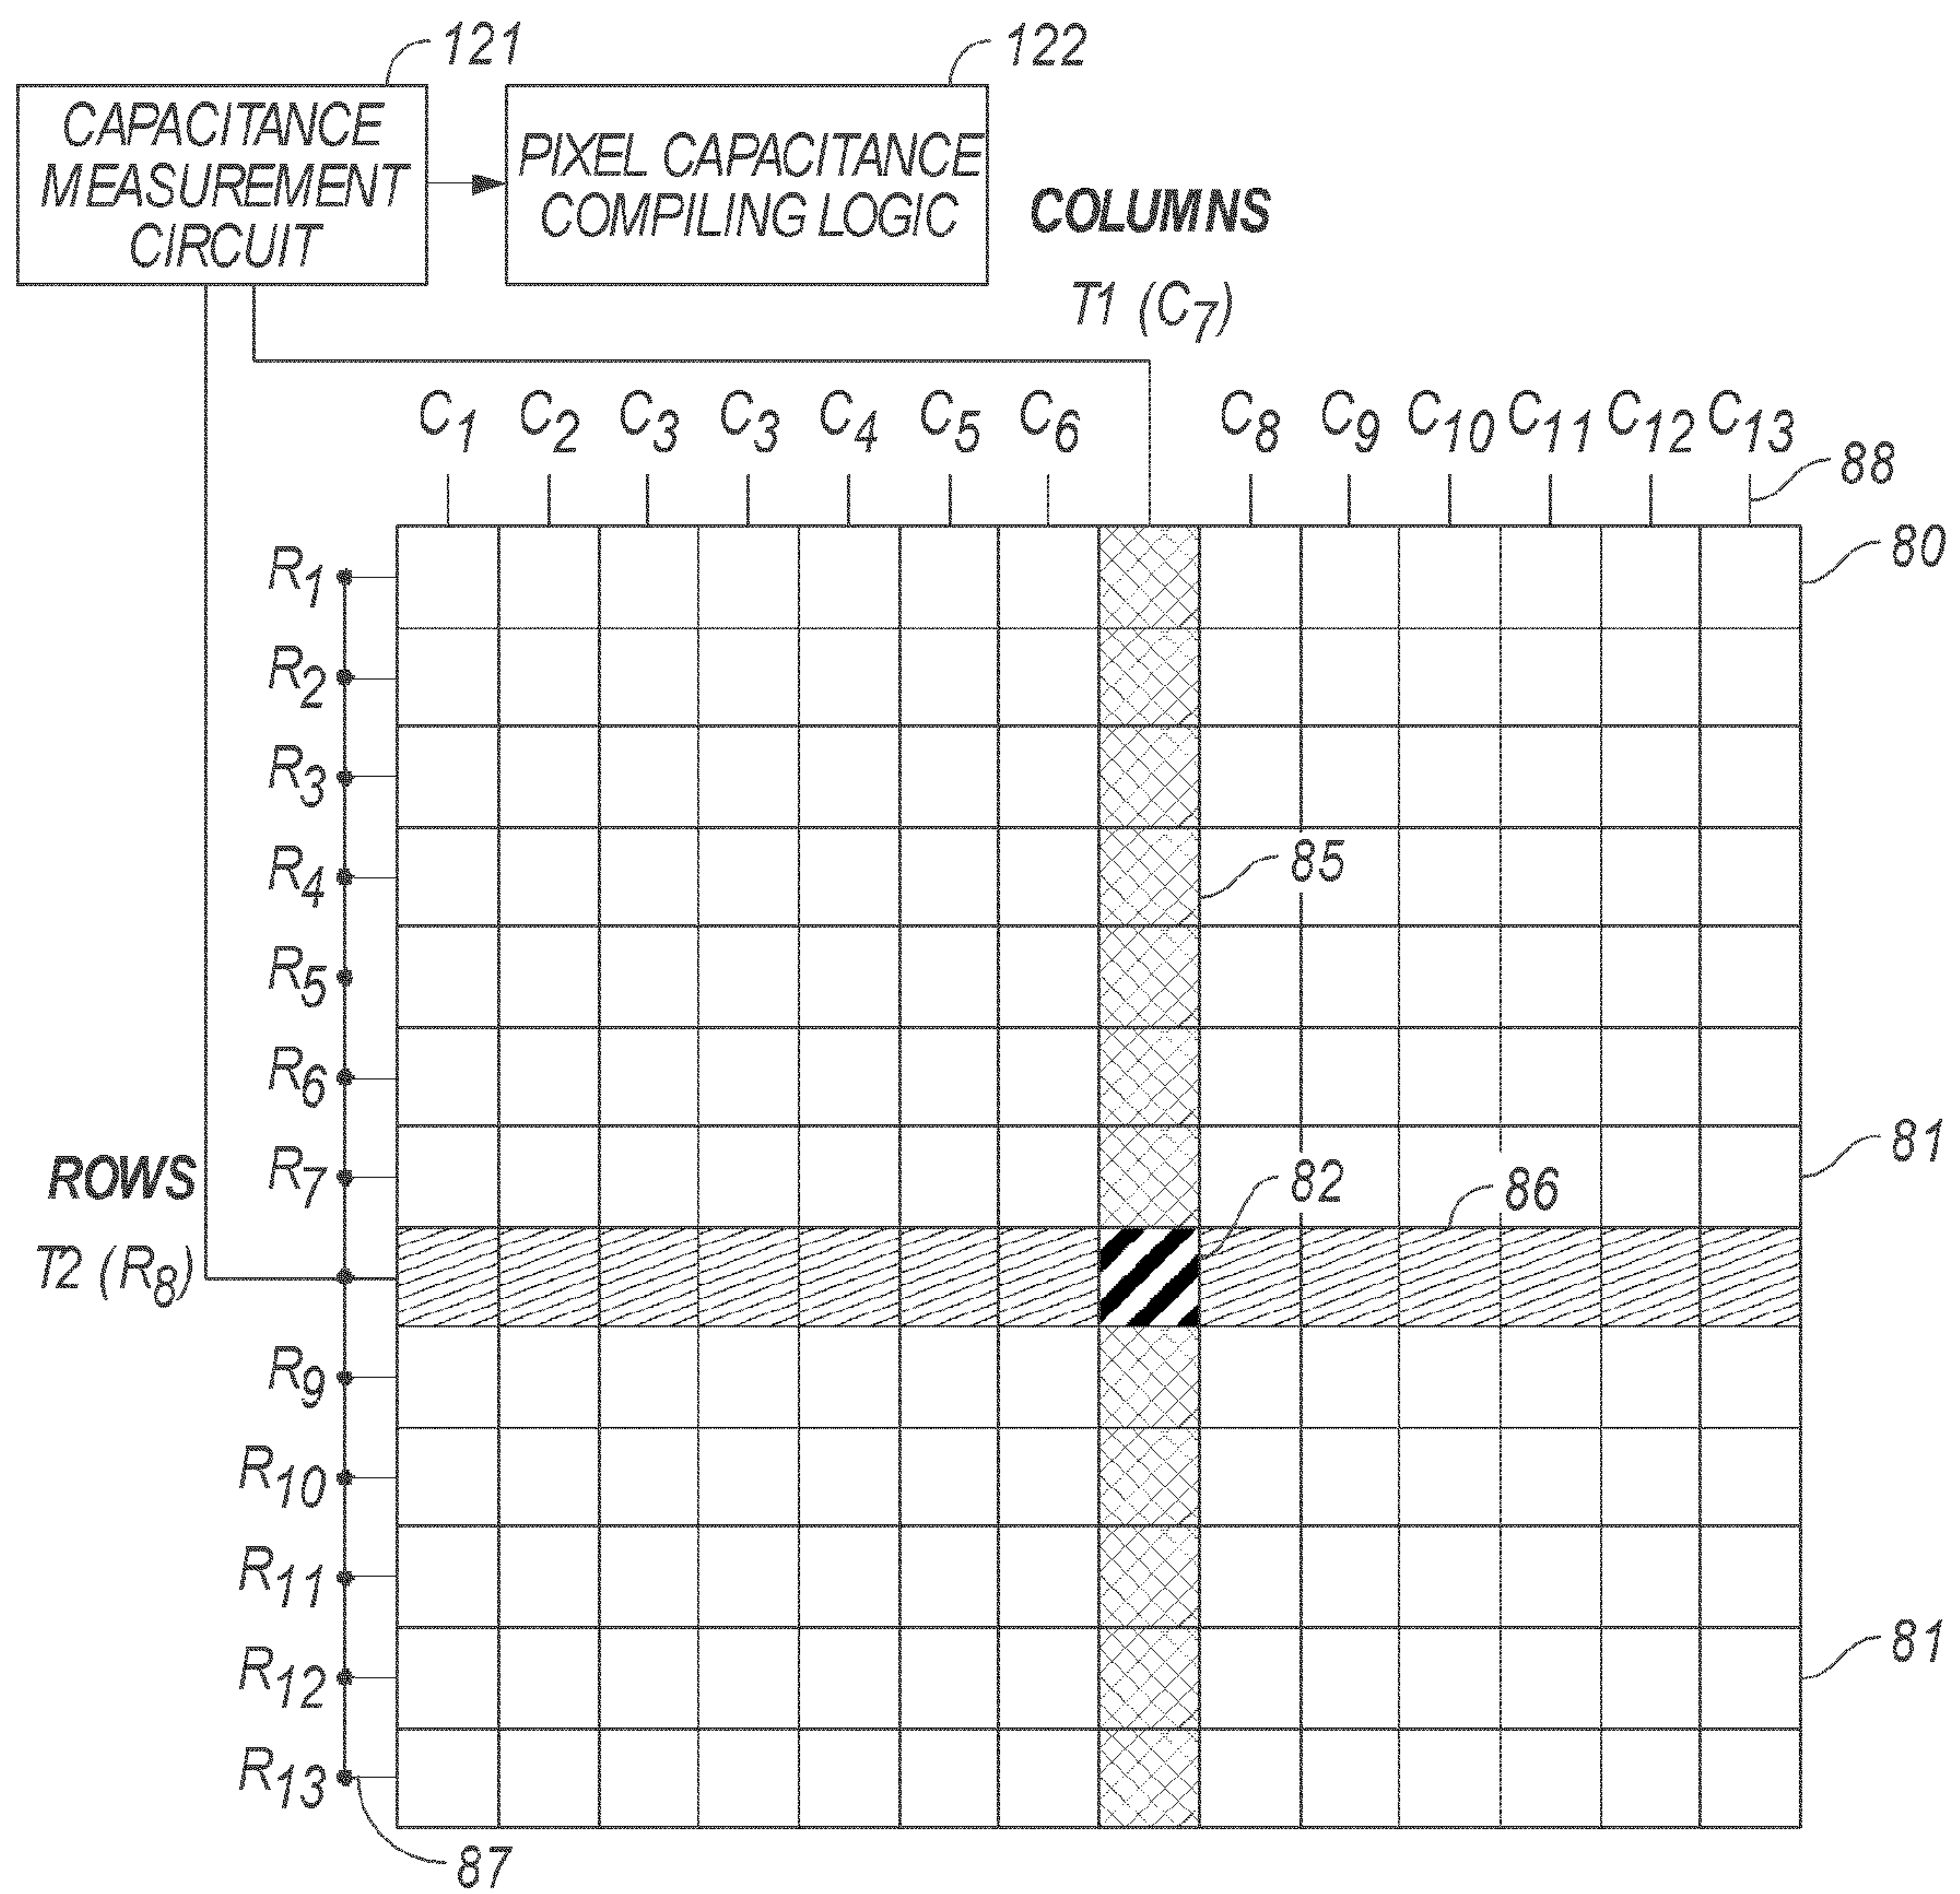 121
122
CAPACITANCE
MEASUREMENT
CIRCUIT
PIXEL CAPACITANCE
COMPILING LOGIC
COLUMNS
T1 (C7)
C1 C2 C3 C3 C4 C5 C6 C8 C9 C10 C11 C12 C13
88
80
R1
R2
R3
R4
85
R5
R6
81
R7
82
86
ROWS
T2 (R8)
R9
R10
R11
81
R12
R13
87